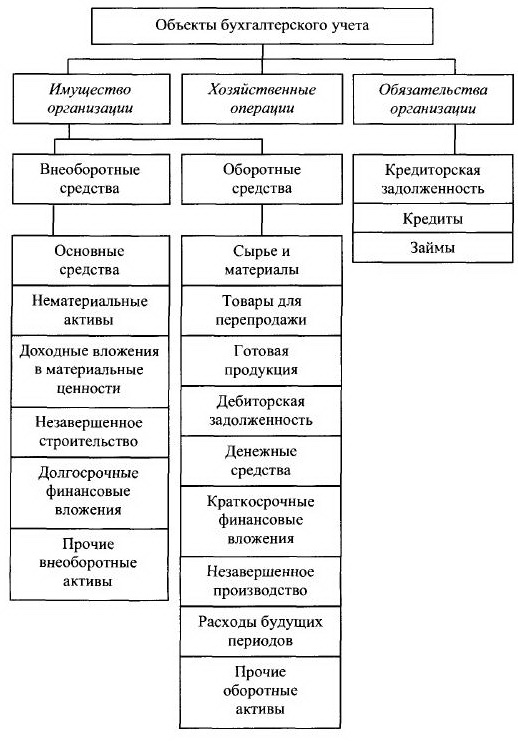 Объекты бухгалтерского учета
Имущество
организации
Хозяйственные
операции
Обязательства
организации
Внеоборотные
средства
Оборотные
средства
Кредиторская
задолженность
Кредиты
Займы
Основные
средства
Нематериальные
активы
Доходные вложения
в материальные
ценности
Незавершенное
строительство
Долгосрочные
финансовые
вложения
Прочие
внеоборотные
активы
Сырье и
материалы
Товары для
перепродажи
Готовая
продукция
Дебиторская
задолженность
Денежные
средства
Краткосрочные
финансовые
вложения
Незавершенное
производство
Расходы будущих
периодов
Прочие
оборотные
активы